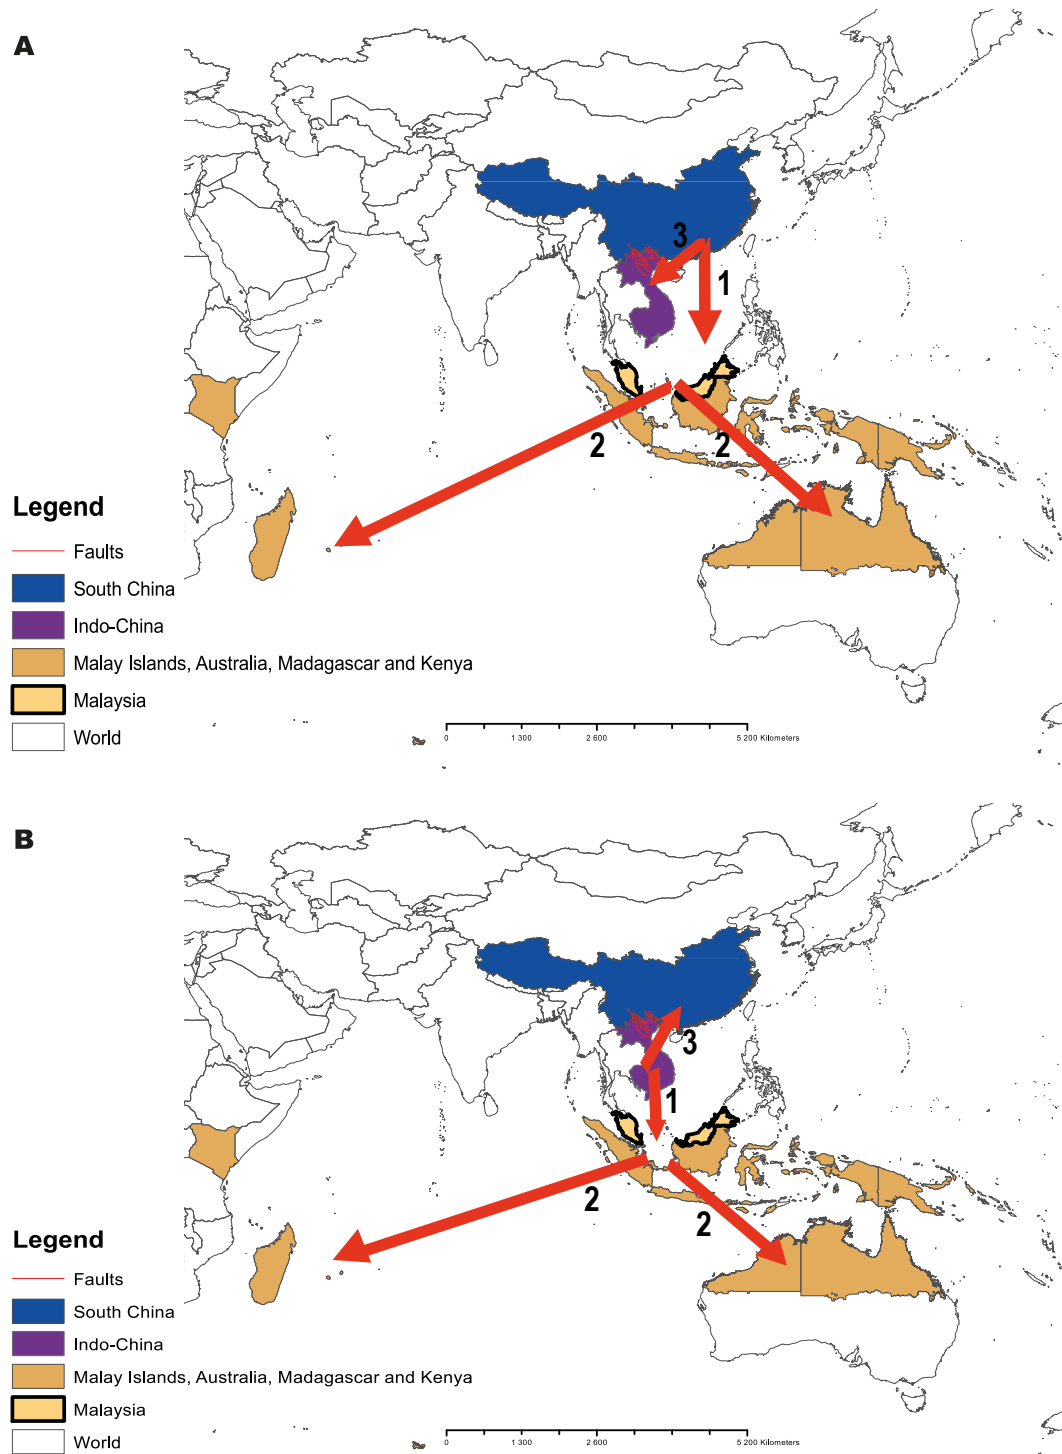 A
3
1
2
2
Legend
Faults
South China
Indo-China
Malay Islands, Australia, Madagascar and Kenya
Malaysia
World
0 1 300 2 600 5 200 Kilometers
B
3
1
2
2
Legend
Faults
South China
Indo-China
Malay Islands, Australia, Madagascar and Kenya
Malaysia
World
0 1 300 2 600 5 200 Kilometers